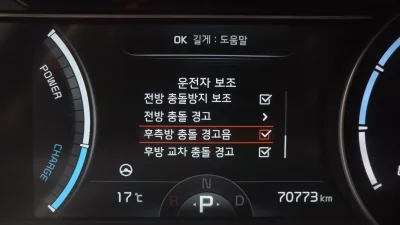 OK 길게 : 도움말
운전자 보조
전방 충돌방지 보조
전방 충돌 경고
후측방 충돌 경고음
후방 교차 충돌 경고
POWER
CHARGE
17℃
R
N
P
D
70773 km